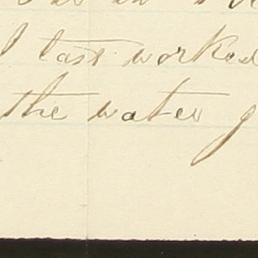 I last worked
the water g